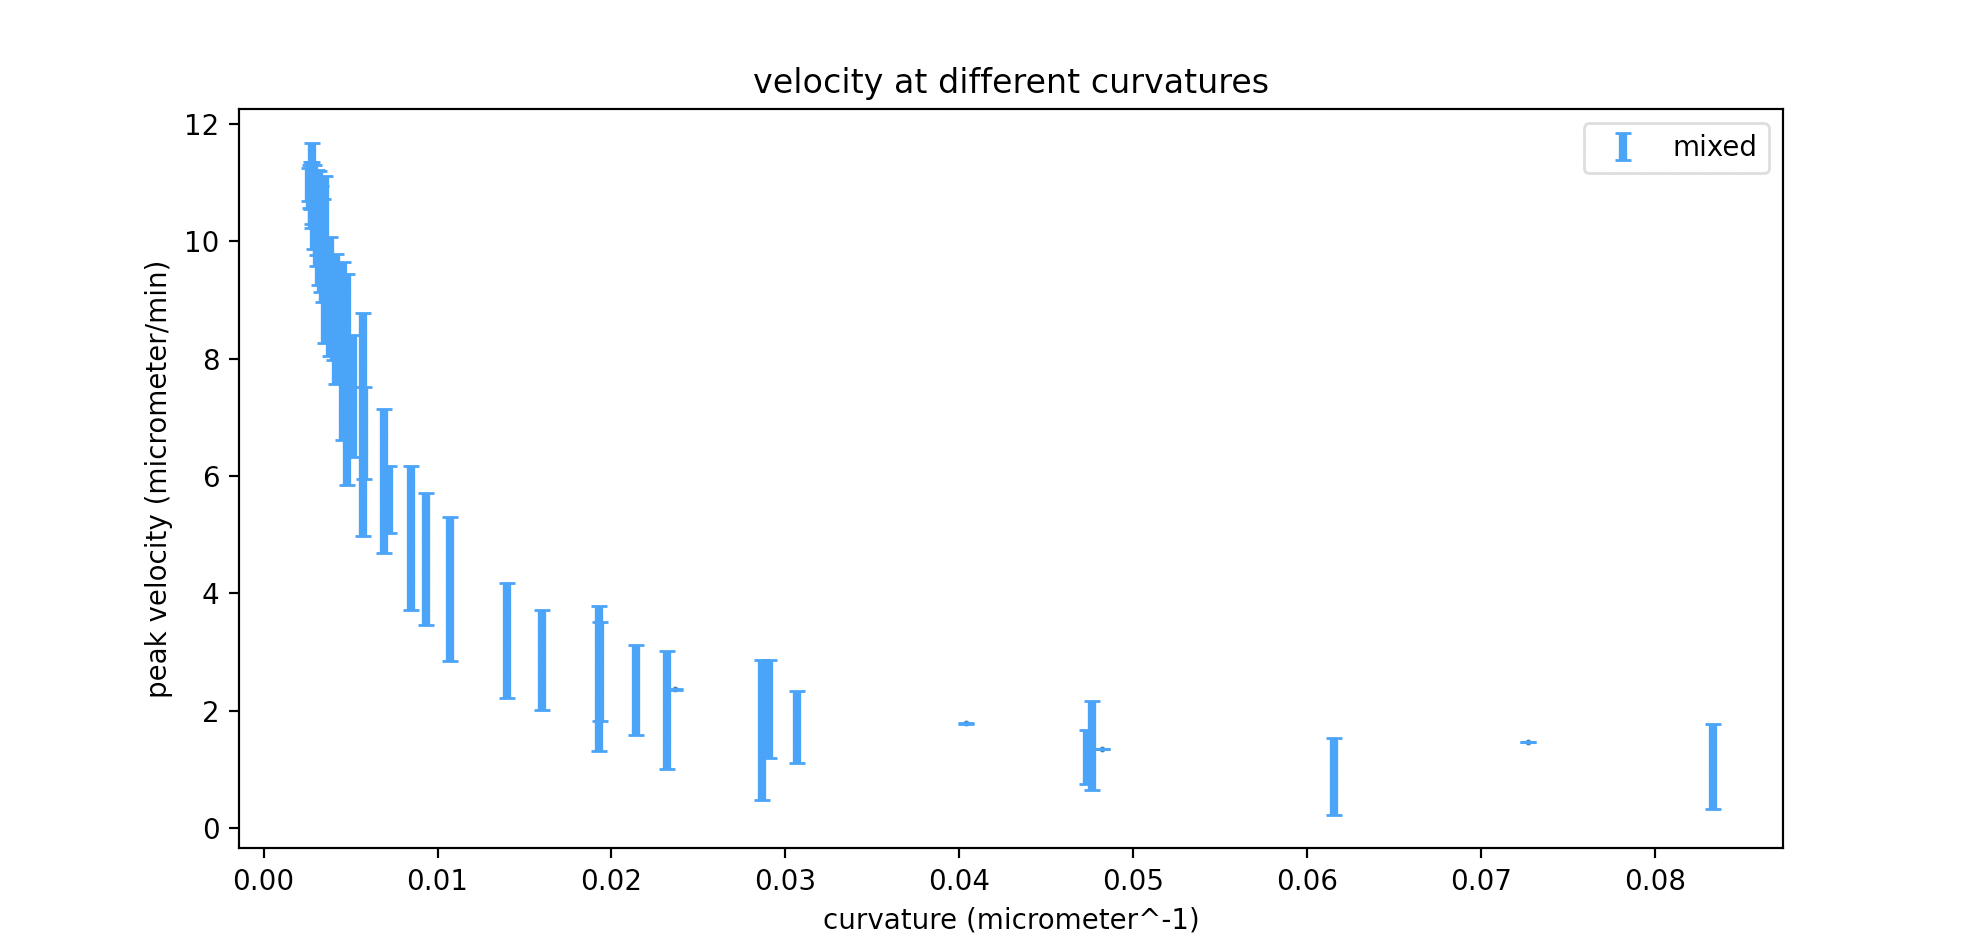 velocity at different curvatures
mixed
12
10
8
6
4
2
0
peak velocity (micrometer/min)
0.00 0.01 0.02 0.03 0.04 0.05 0.06 0.07 0.08
curvature (micrometer^-1)